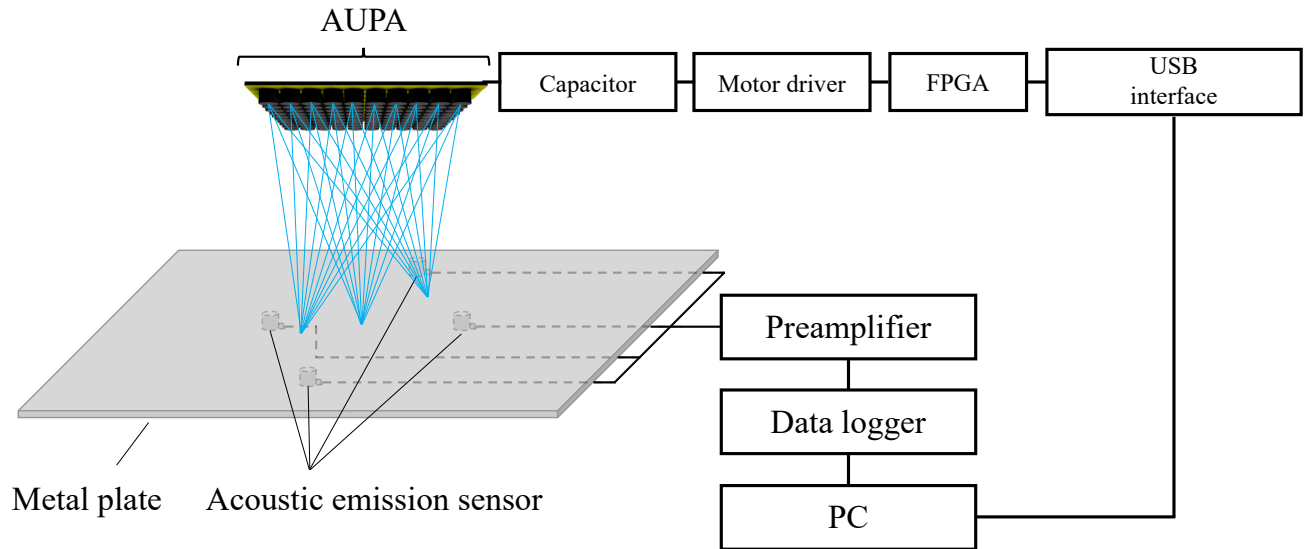 AUPA
Capacitor
Motor driver
FPGA
USB
interface
Preamplifier
Data logger
PC
Metal plate
Acoustic emission sensor